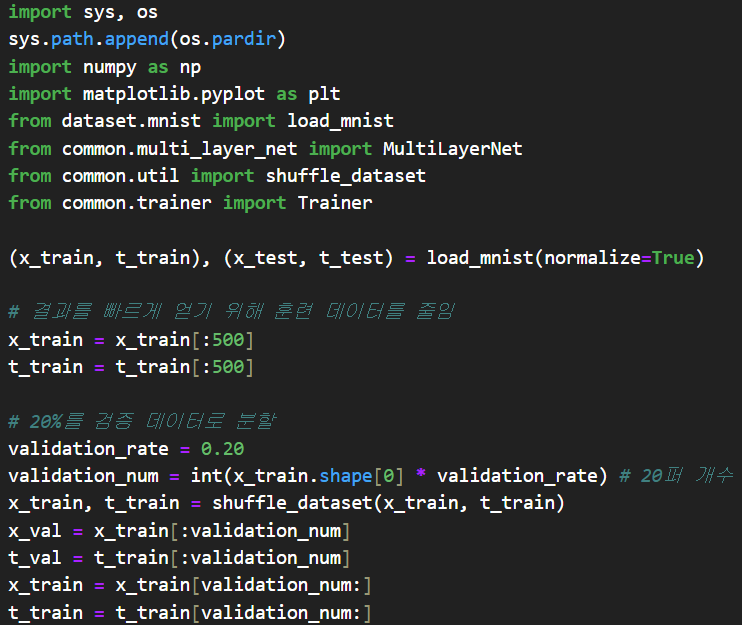 import sys, os
sys.path.append(os.pardir)
import numpy as np
import matplotlib.pyplot as plt
from dataset.mnist import load_mnist
from common.multi_layer_net import MultiLayerNet
from common.util import shuffle_dataset
from common.trainer import Trainer

(x_train, t_train), (x_test, t_test) = load_mnist(normalize=True)

# 결과를 빠르게 얻기 위해 훈련 데이터를 줄임
x_train = x_train[:500]
t_train = t_train[:500]

# 20%를 검증 데이터로 분할
validation_rate = 0.20
validation_num = int(x_train.shape[0] * validation_rate) # 20퍼 개수
x_train, t_train = shuffle_dataset(x_train, t_train)
x_val = x_train[:validation_num]
t_val = t_train[:validation_num]
x_train = x_train[validation_num:]
t_train = t_train[validation_num:]